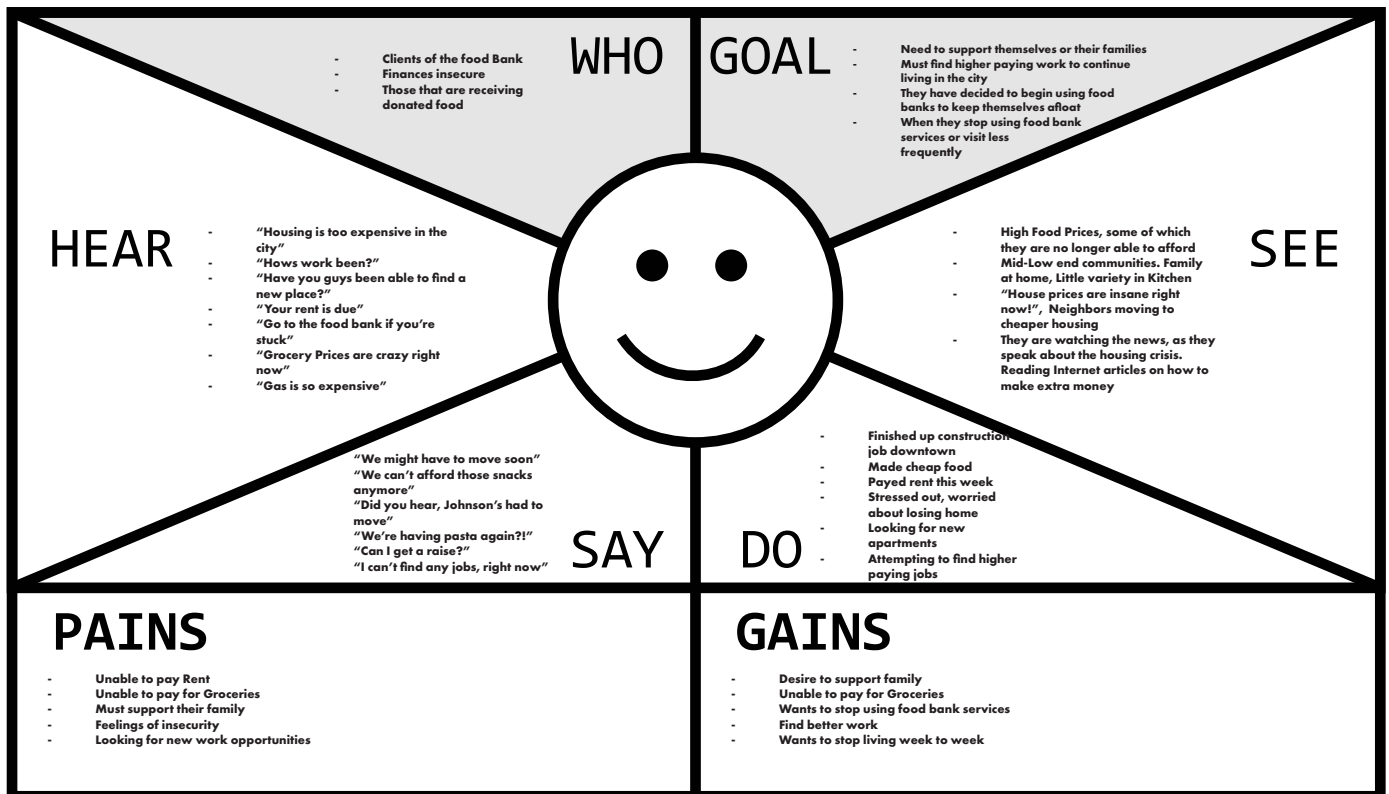 WHO
- Clients of the food Bank
- Finances insecure
- Those that are receiving
donated food
GOAL
- Need to support themselves or their families
- Must find higher paying work to continue
living in the city
- They have decided to begin using food
banks to keep themselves afloat
- When they stop using food bank
services or visit less
frequently
HEAR
- “Housing is too expensive in the
city”
- “Hows work been?”
- “Have you guys been able to find a
new place?”
- “Your rent is due”
- “Go to the food bank if you’re
stuck”
- “Grocery Prices are crazy right
now”
- “Gas is so expensive”
SEE
- High Food Prices, some of which
they are no longer able to afford
- Mid-Low end communities. Family
at home, Little variety in Kitchen
- “House prices are insane right
now!”, Neighbors moving to
cheaper housing
- They are watching the news, as they
speak about the housing crisis.
Reading Internet articles on how to
make extra money
SAY
“We might have to move soon”
“We can’t afford those snacks
anymore”
“Did you hear, Johnson’s had to
move”
“We’re having pasta again?!”
“Can I get a raise?”
“I can’t find any jobs, right now”
DO
- Finished up construction
job downtown
- Made cheap food
- Payed rent this week
- Stressed out, worried
about losing home
- Looking for new
apartments
- Attempting to find higher
paying jobs
PAINS
- Unable to pay Rent
- Unable to pay for Groceries
- Must support their family
- Feelings of insecurity
- Looking for new work opportunities
GAINS
- Desire to support family
- Unable to pay for Groceries
- Wants to stop using food bank services
- Find better work
- Wants to stop living week to week